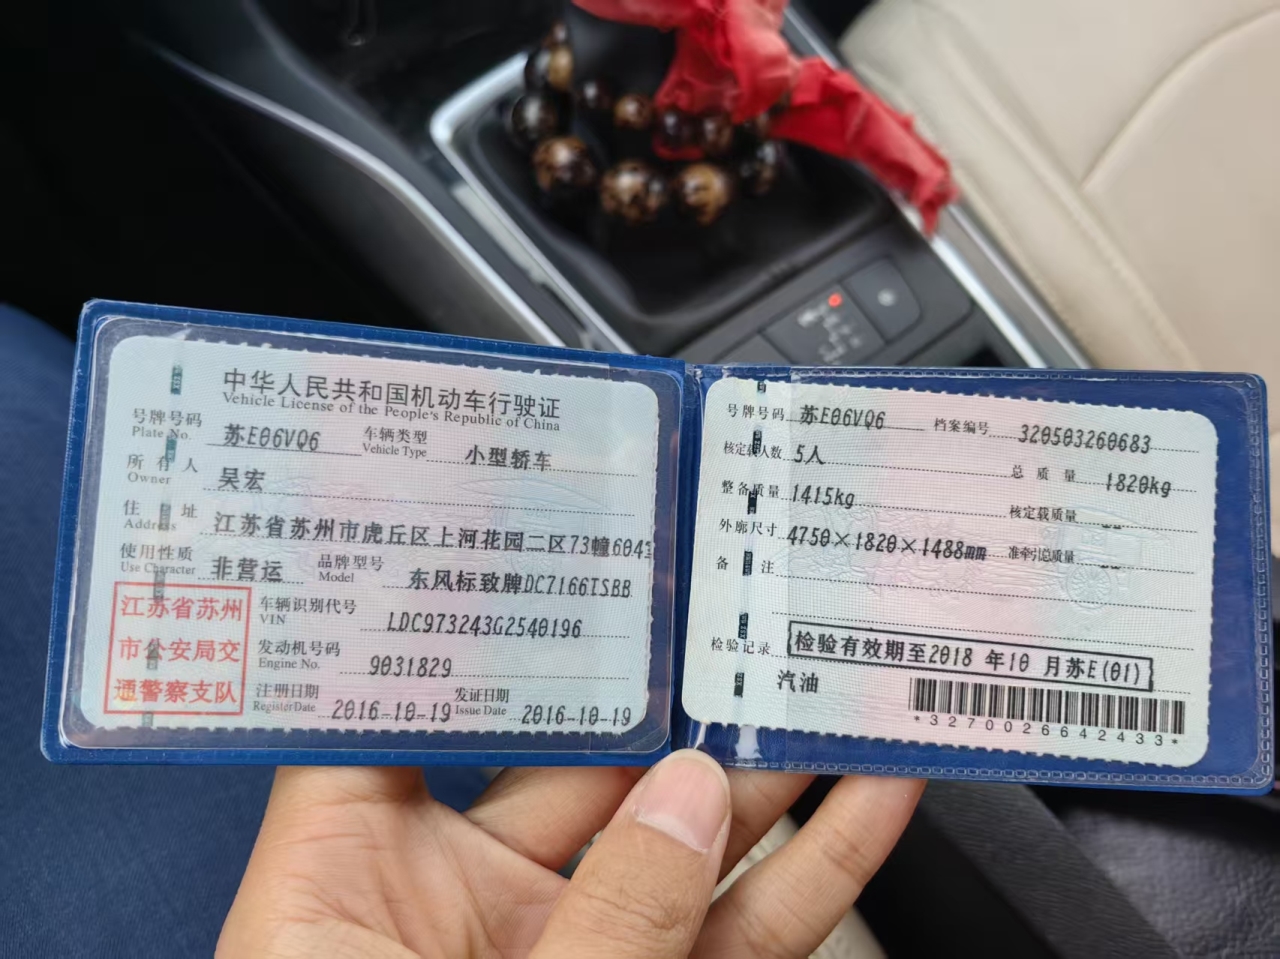 中华人民共和国机动车行驶证
Vehicle License of the People's Republic of China
号牌号码 苏E06VQ6 车辆类型 小型轿车
Plate No. Vehicle Type
所有人 吴宏
Owner
住址 江苏省苏州市虎丘区上河花园二区73幢604
Address
使用性质 非营运 品牌型号 东风标致牌DC7166TSBB
Use Character Model
江苏省苏州
市公安局交
通警察支队
车辆识别代号 LDC973243G2540196
VIN
发动机号码 9031829
Engine No.
注册日期 2016-10-19 发证日期 2016-10-19
Register Date Issue Date
号牌号码 苏E06VQ6 档案编号 320503260683
核定载人数 5人 总质量 1820kg
整备质量 1415kg 核定载质量 --
外廓尺寸 4750×1820×1488mm 准牵引总质量 --
备注
检验记录 检验有效期至2018 年10 月苏E(01)
汽油
*3270026642433*